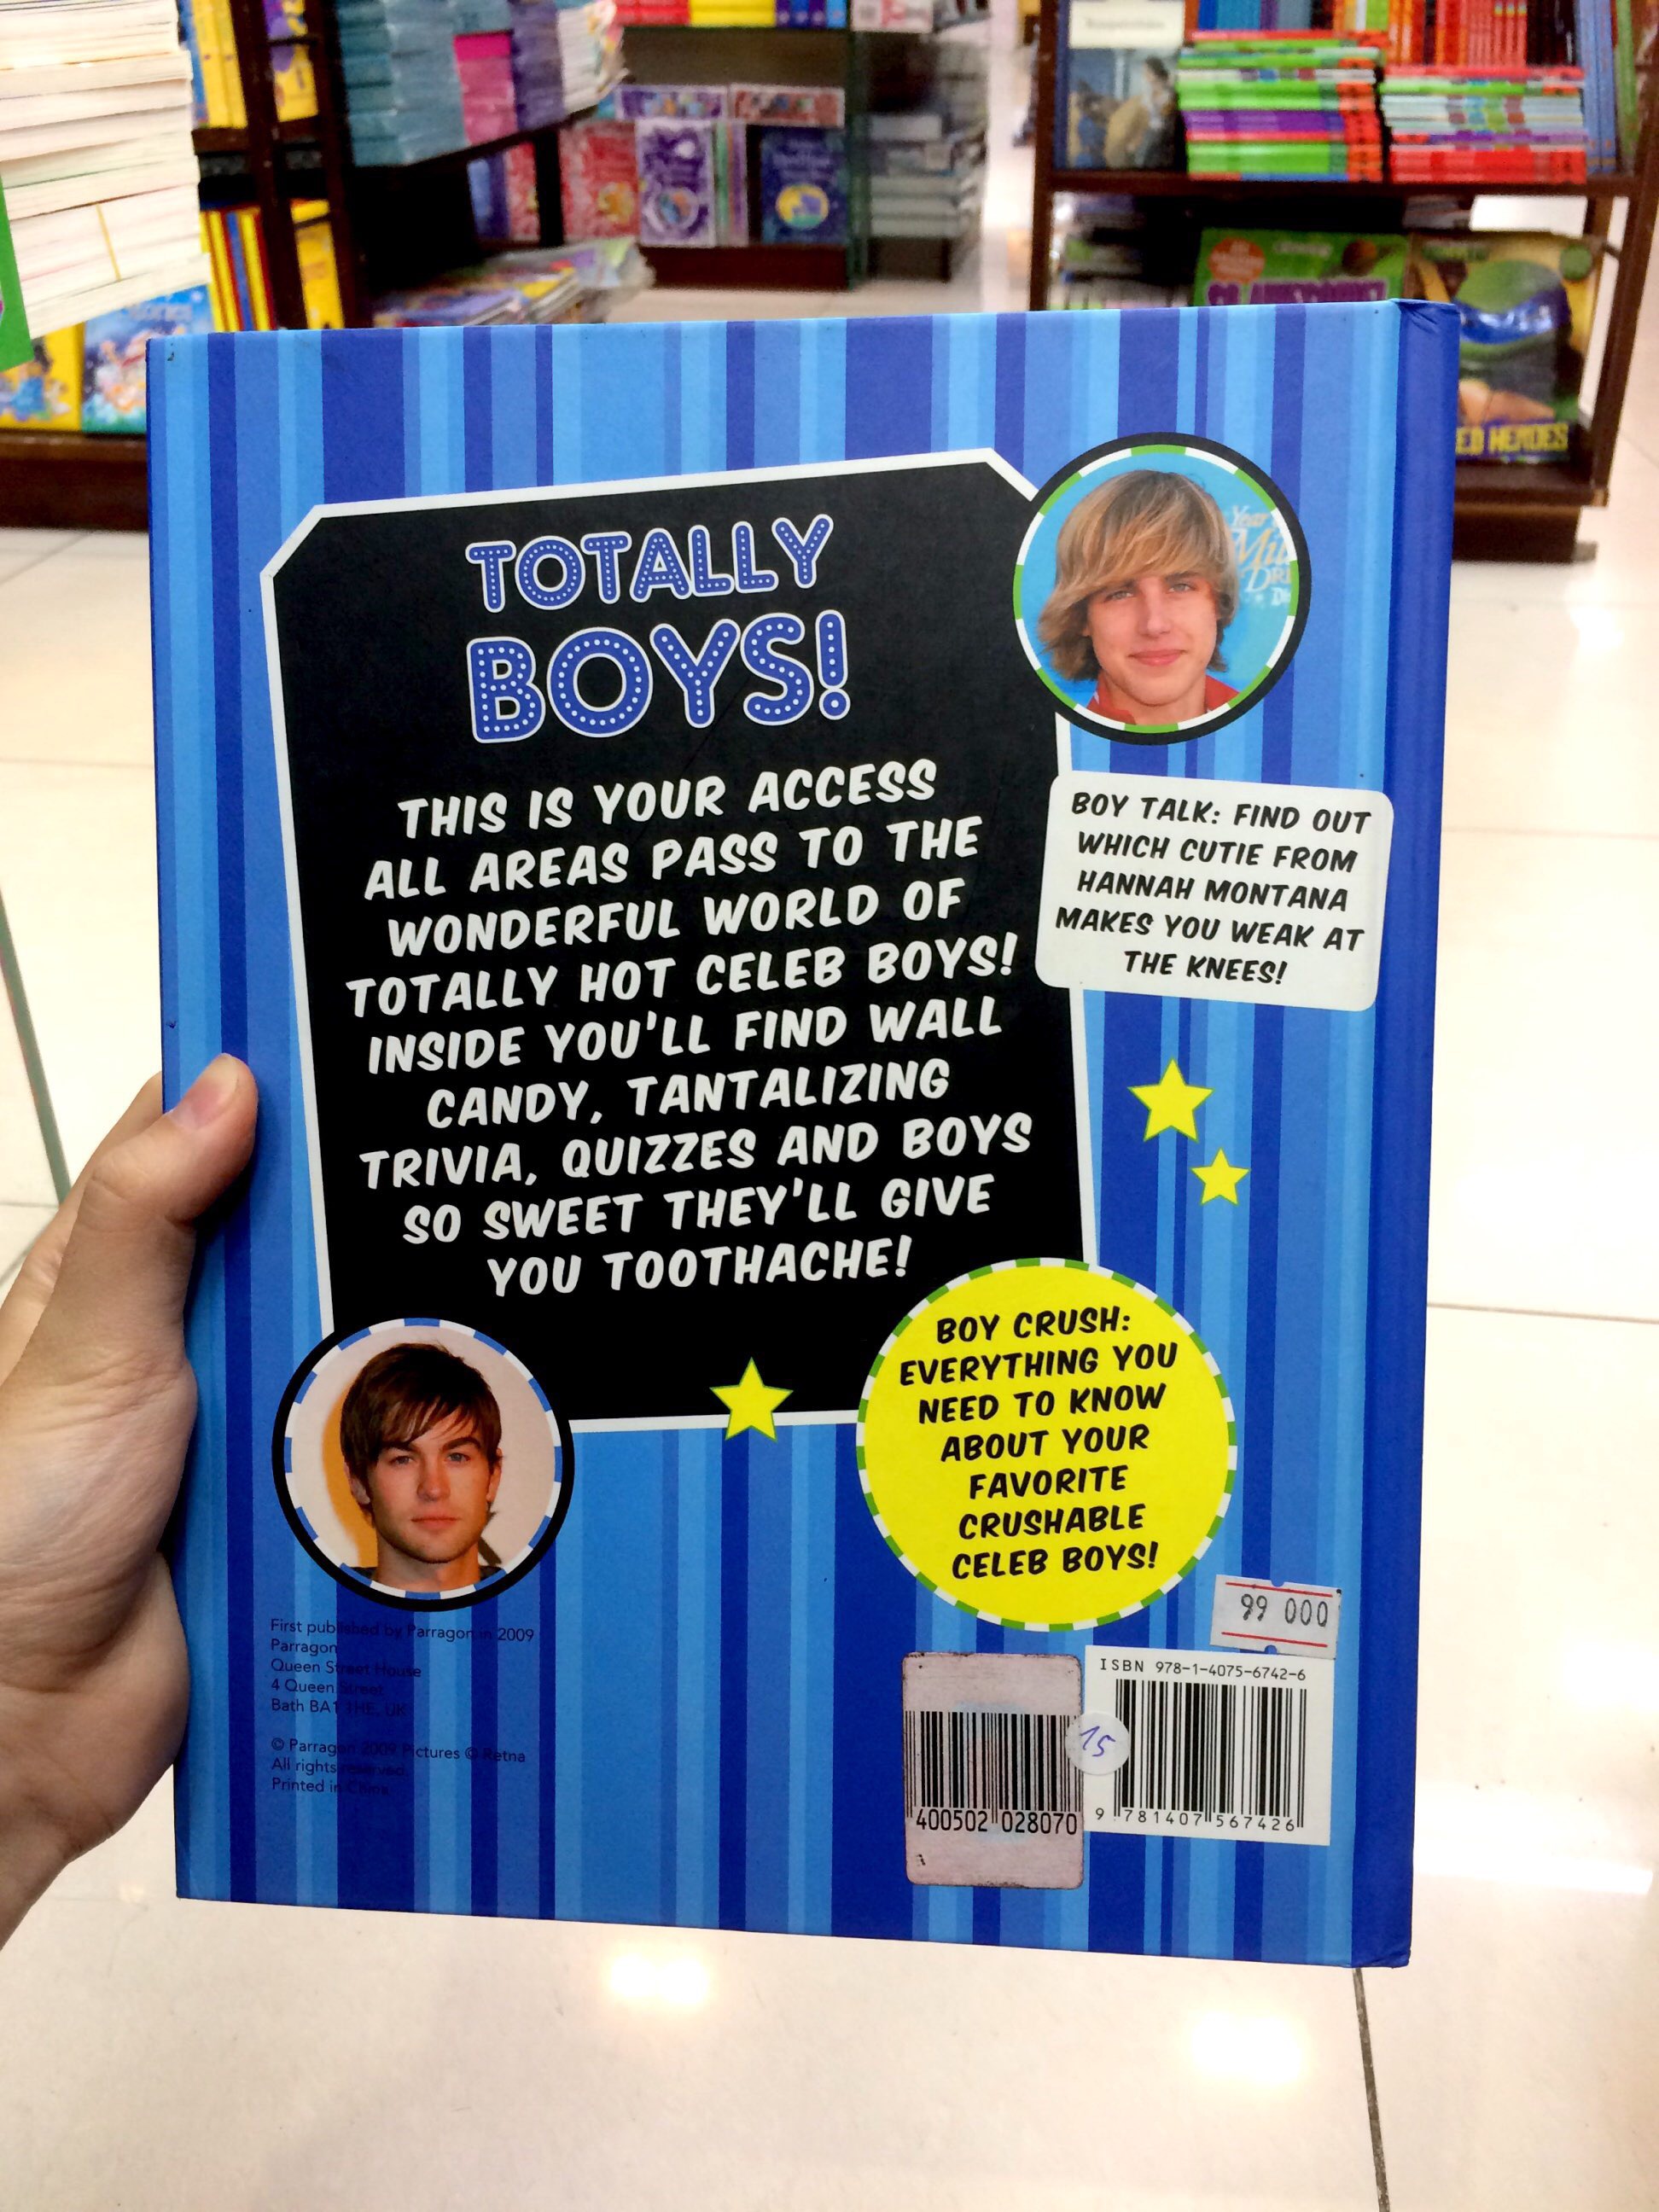 TOTALLY
BOYS!
THIS IS YOUR ACCESS
ALL AREAS PASS TO THE
WONDERFUL WORLD OF
TOTALLY HOT CELEB BOYS!
INSIDE YOU'LL FIND WALL
CANDY, TANTALIZING
TRIVIA, QUIZZES AND BOYS
SO SWEET THEY'LL GIVE
YOU TOOTHACHE!
BOY TALK: FIND OUT
WHICH CUTIE FROM
HANNAH MONTANA
MAKES YOU WEAK AT
THE KNEES!
BOY CRUSH:
EVERYTHING YOU
NEED TO KNOW
ABOUT YOUR
FAVORITE
CRUSHABLE
CELEB BOYS!
First published by Parragon in 2009
Parragon
Queen Street House
4 Queen Street
Bath BA1 1HE, UK
© Parragon 2009 Pictures © Retna
All rights reserved.
Printed in China
99 000
ISBN 978-1-4075-6742-6
15
400502 028070
9 781407 567426
HEROES